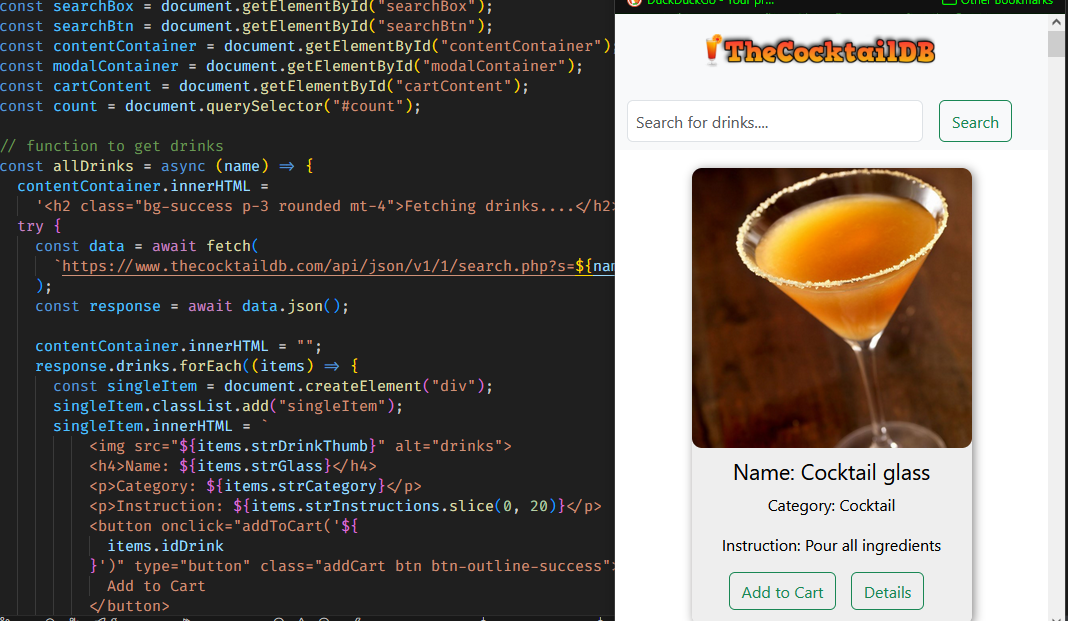 const searchBox = document.getElementById("searchBox");
const searchBtn = document.getElementById("searchBtn");
const contentContainer = document.getElementById("contentContainer")
const modalContainer = document.getElementById("modalContainer");
const cartContent = document.getElementById("cartContent");
const count = document.querySelector("#count");
// function to get drinks
const allDrinks = async (name) => {
contentContainer.innerHTML =
'<h2 class="bg-success p-3 rounded mt-4">Fetching drinks....</h2>
try {
const data = await fetch(
`https://www.thecocktaildb.com/api/json/v1/1/search.php?s=${nam
);
const response = await data.json();
contentContainer.innerHTML = "";
response.drinks.forEach((items) => {
const singleItem = document.createElement("div");
singleItem.classList.add("singleItem");
singleItem.innerHTML = `
<img src="${items.strDrinkThumb}" alt="drinks">
<h4>Name: ${items.strGlass}</h4>
<p>Category: ${items.strCategory}</p>
<p>Instruction: ${items.strInstructions.slice(0, 20)}</p>
<button onclick="addToCart('${
items.idDrink
}')" type="button" class="addCart btn btn-outline-success">
Add to Cart
</button>
DuckDuckGo - Your pr...
Other Bookmarks
TheCocktailDB
Search for drinks....
Search
Name: Cocktail glass
Category: Cocktail
Instruction: Pour all ingredients
Add to Cart
Details